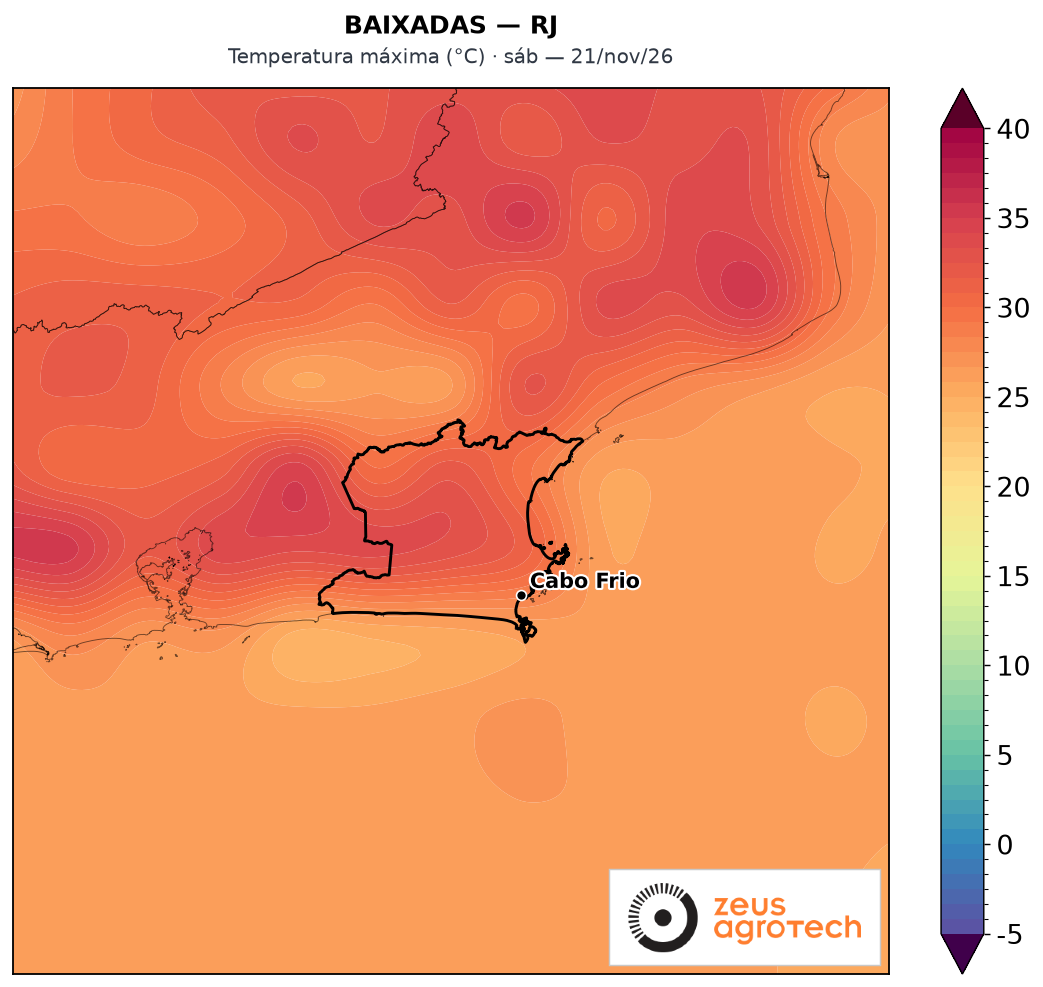 BAIXADAS — RJ
Temperatura máxima (°C) · sáb — 21/nov/26
40
35
30
25
20
15
10
5
0
-5
Cabo Frio
zeus
agrotech